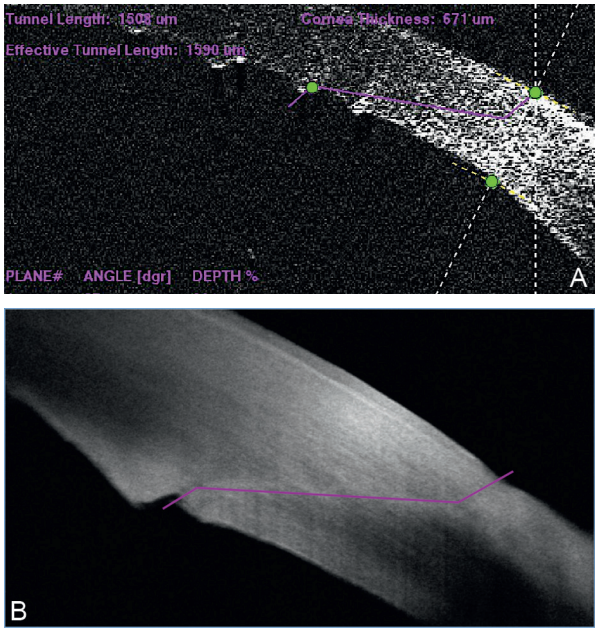 Tunnel Length: 1508 um
Cornea Thickness: 671 um
Effective Tunnel Length: 1590 um
PLANE# ANGLE [dgr] DEPTH %
A
B